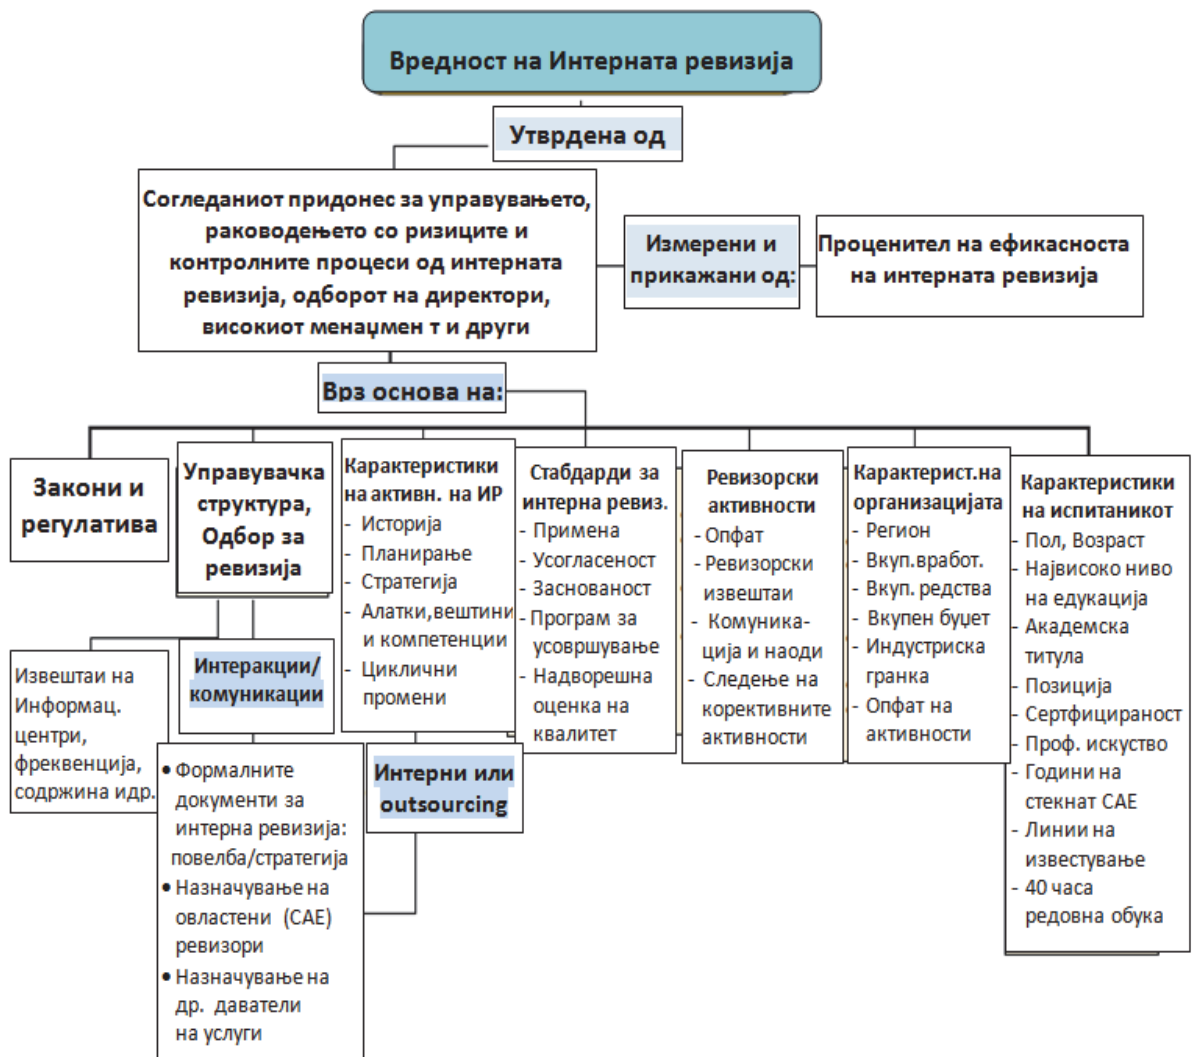 Вредност на Интерната ревизија
Утврдена од
Согледаниот придонес за управувањето,
раководењето со ризиците и
контролните процеси од интерната
ревизија, одборот на директори,
високиот менаџмен т и други
Измерени и
прикажани од:
Проценител на ефикасноста
на интерната ревизија
Врз основа на:
Закони и
регулатива
Управувачка
структура,
Одбор за
ревизија
Карактеристики
на активн. на ИР
- Историја
- Планирање
- Стратегија
- Алатки,вештини
и компетенции
- Циклични
промени
Стабдарди за
интерна ревиз.
- Примена
- Усогласеност
- Заснованост
- Програм за
усовршување
- Надворешна
оценка на
квалитет
Ревизорски
активности
- Опфат
- Ревизорски
извештаи
- Комуника-
ција и наоди
- Следење на
корективните
активности
Карактерист.на
организацијата
- Регион
- Вкуп.вработ.
- Вкуп. редства
- Вкупен буџет
- Индустриска
гранка
- Опфат на
активности
Карактеристики
на испитаникот
- Пол, Возраст
- Највисоко ниво
на едукација
- Академска
титула
- Позиција
- Сертфицираност
- Проф. искуство
- Години на
стекнат САЕ
- Линии на
известување
- 40 часа
редовна обука
Извештаи на
Информац.
центри,
фреквенција,
содржина идр.
Интеракции/
комуникации
• Формалните
документи за
интерна ревизија:
повелба/стратегија
• Назначување на
овластени (САЕ)
ревизори
• Назначување на
др. даватели
на услуги
Интерни или
outsourcing